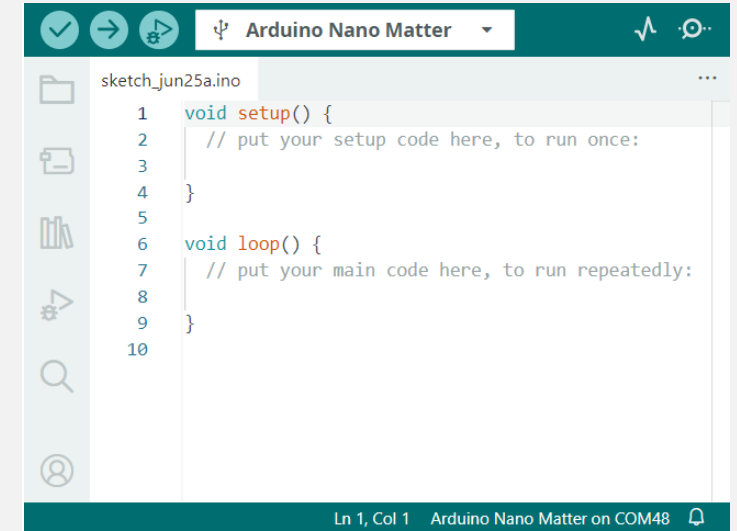 Arduino Nano Matter
sketch_jun25a.ino
1 void setup() {
2 // put your setup code here, to run once:
3
4 }
5
6 void loop() {
7 // put your main code here, to run repeatedly:
8
9 }
10
Ln 1, Col 1 Arduino Nano Matter on COM48